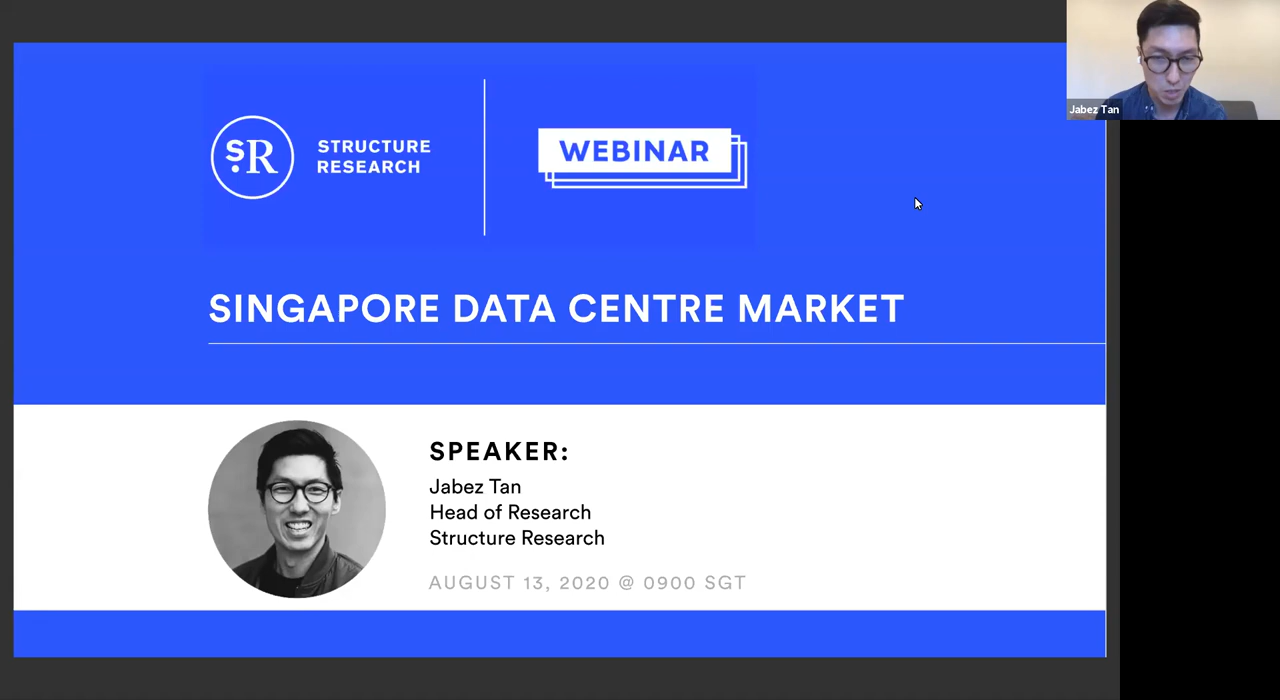 SR
STRUCTURE
RESEARCH
WEBINAR
Jabez Tan
SINGAPORE DATA CENTRE MARKET
SPEAKER:
Jabez Tan
Head of Research
Structure Research
AUGUST 13, 2020 @ 0900 SGT